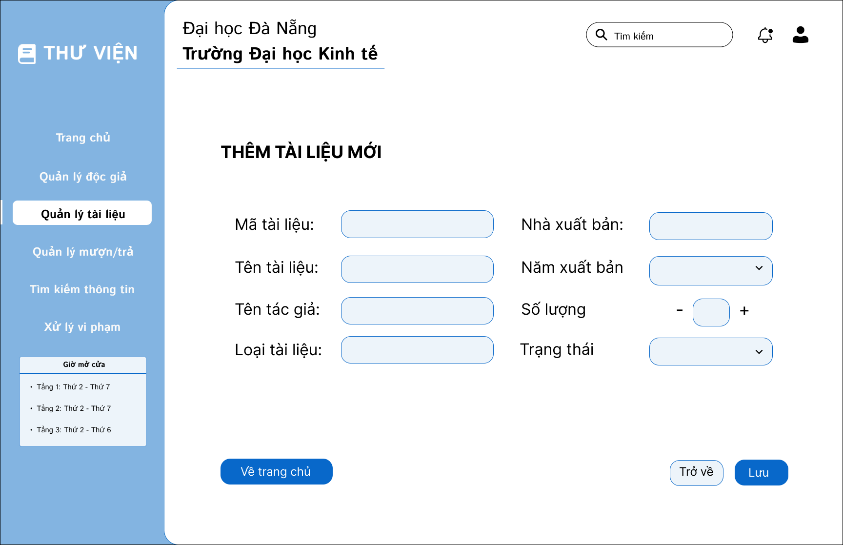 THƯ VIỆN
Trang chủ
Quản lý độc giả
Quản lý tài liệu
Quản lý mượn/trả
Tìm kiếm thông tin
Xử lý vi phạm
Giờ mở cửa
• Tầng 1: Thứ 2 - Thứ 7
• Tầng 2: Thứ 2 - Thứ 7
• Tầng 3: Thứ 2 - Thứ 6
Đại học Đà Nẵng
Trường Đại học Kinh tế
Tìm kiếm
THÊM TÀI LIỆU MỚI
Mã tài liệu:
Tên tài liệu:
Tên tác giả:
Loại tài liệu:
Nhà xuất bản:
Năm xuất bản
Số lượng - +
Trạng thái
Về trang chủ
Trở về
Lưu